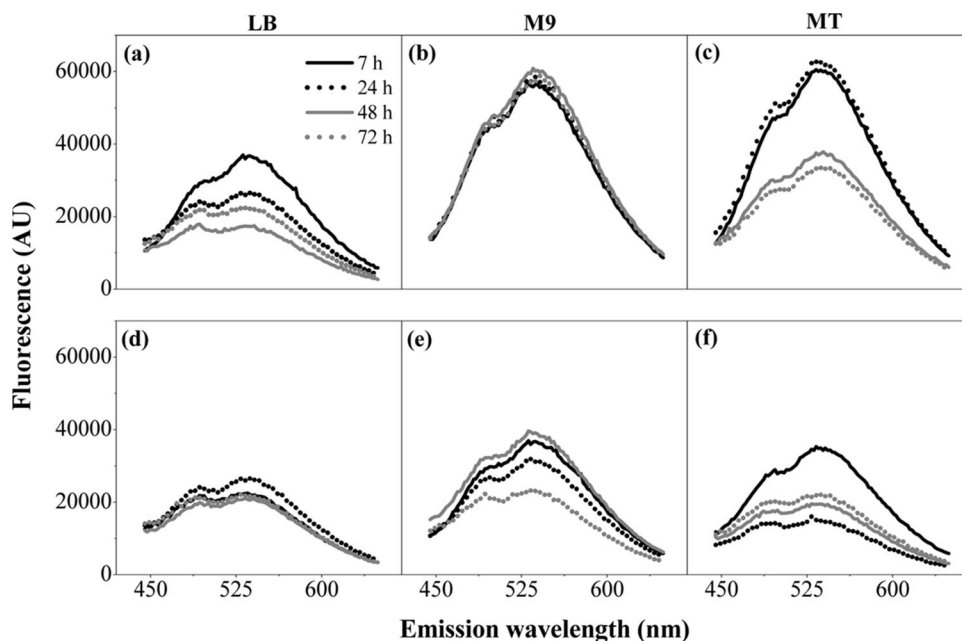 LB M9 MT
(a) (b) (c)
7 h
24 h
48 h
72 h
60000
40000
20000
0
(d) (e) (f)
60000
40000
20000
0
450 525 600 450 525 600 450 525 600
Fluorescence (AU)
Emission wavelength (nm)